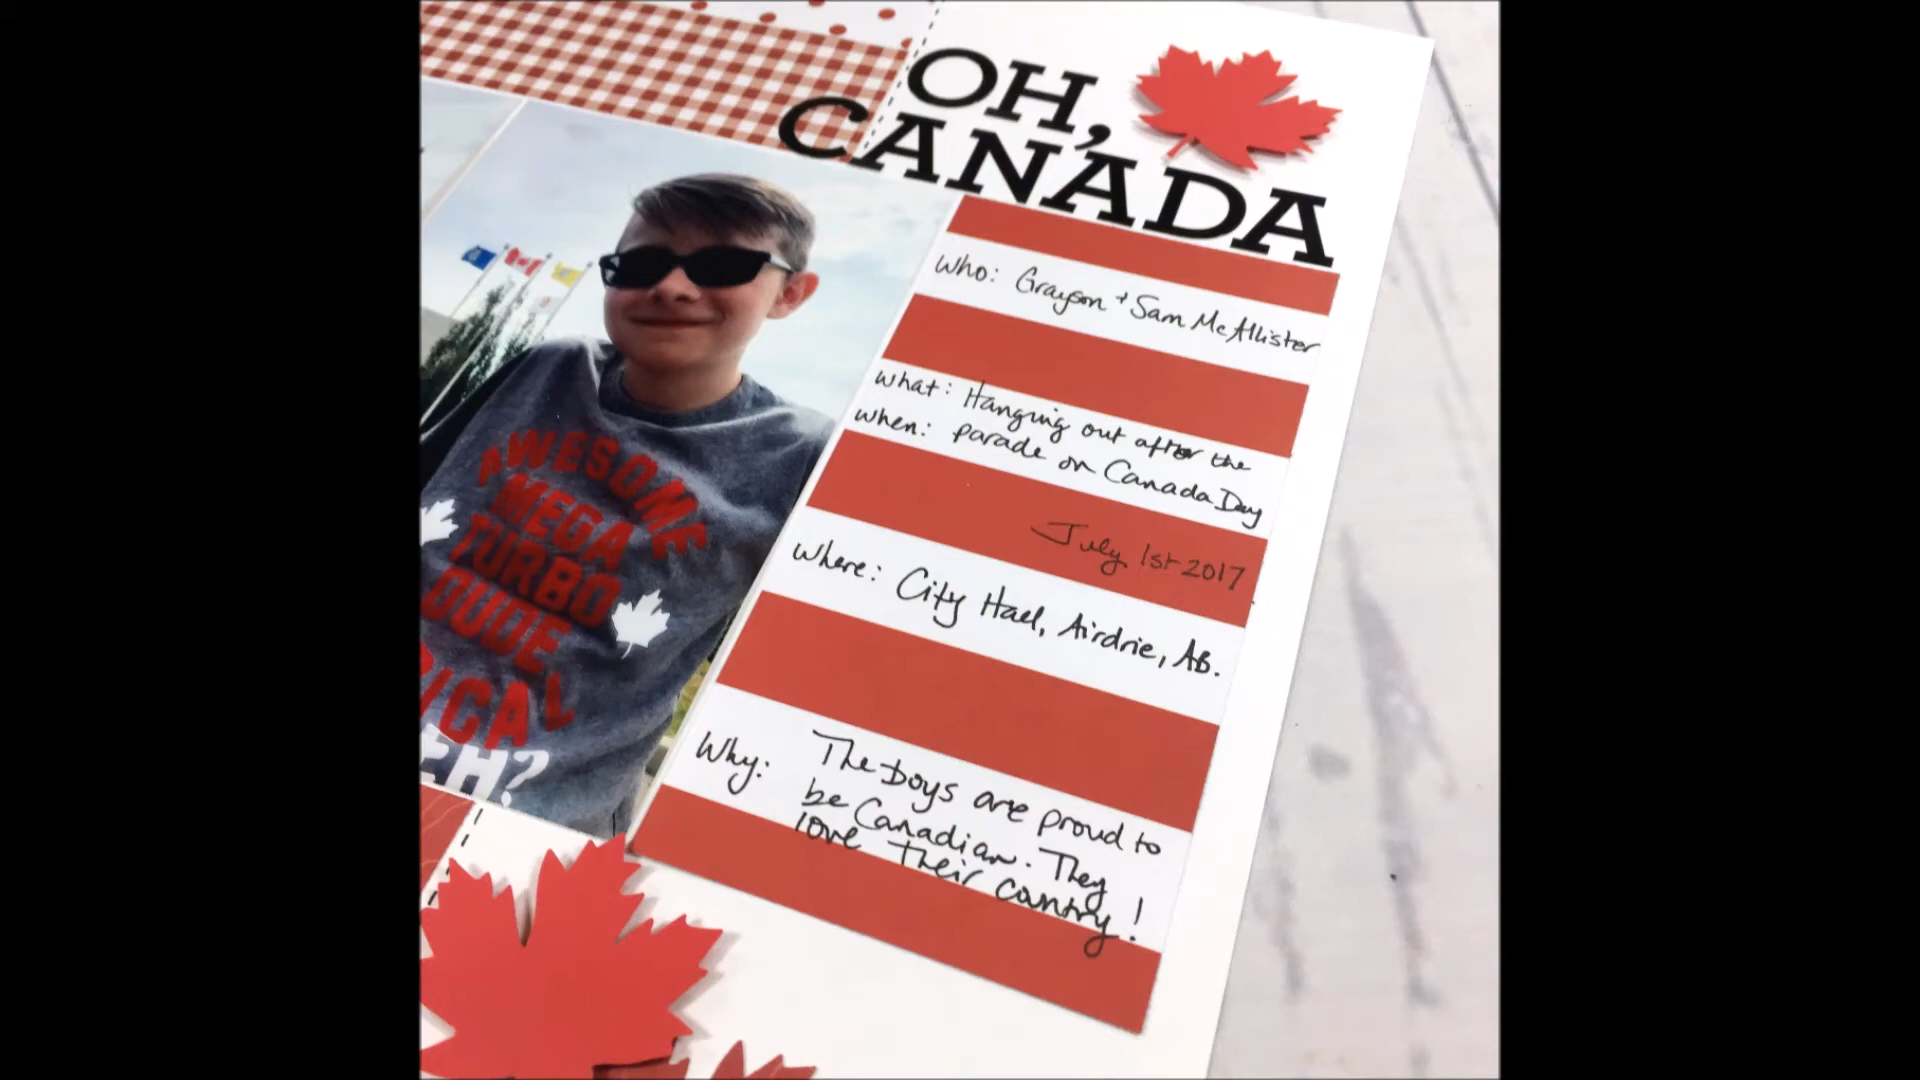 OH,
CANADA
Who: Grayson + Sam McAllister
What: Hanging out after the
When: parade on Canada Day
July 1st 2017.
Where: City Hall, Airdrie, AB.
Why: The boys are proud to
be Canadian. They
love their country!
AWESOME
MEGA
TURBO
DUDE
ICAL
EH?